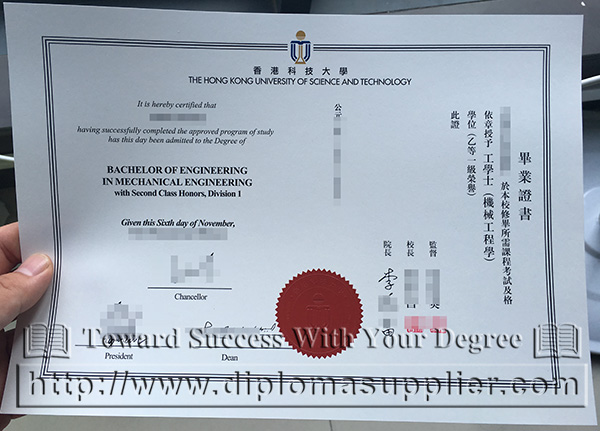 香港科技大學
THE HONG KONG UNIVERSITY OF SCIENCE AND TECHNOLOGY
It is hereby certified that
having successfully completed the approved program of study
has this day been admitted to the Degree of
BACHELOR OF ENGINEERING
IN MECHANICAL ENGINEERING
with Second Class Honors, Division 1
Given this Sixth day of November,
Chancellor
President
Dean
畢業證書
於本校修畢所需課程考試及格
依章授予 工學士 (機械工程學)
學位 (乙等一級榮譽)
此證
公元
監督
校長
院長
李
Toward Success With Your Degree
http://www.diplomasupplier.com